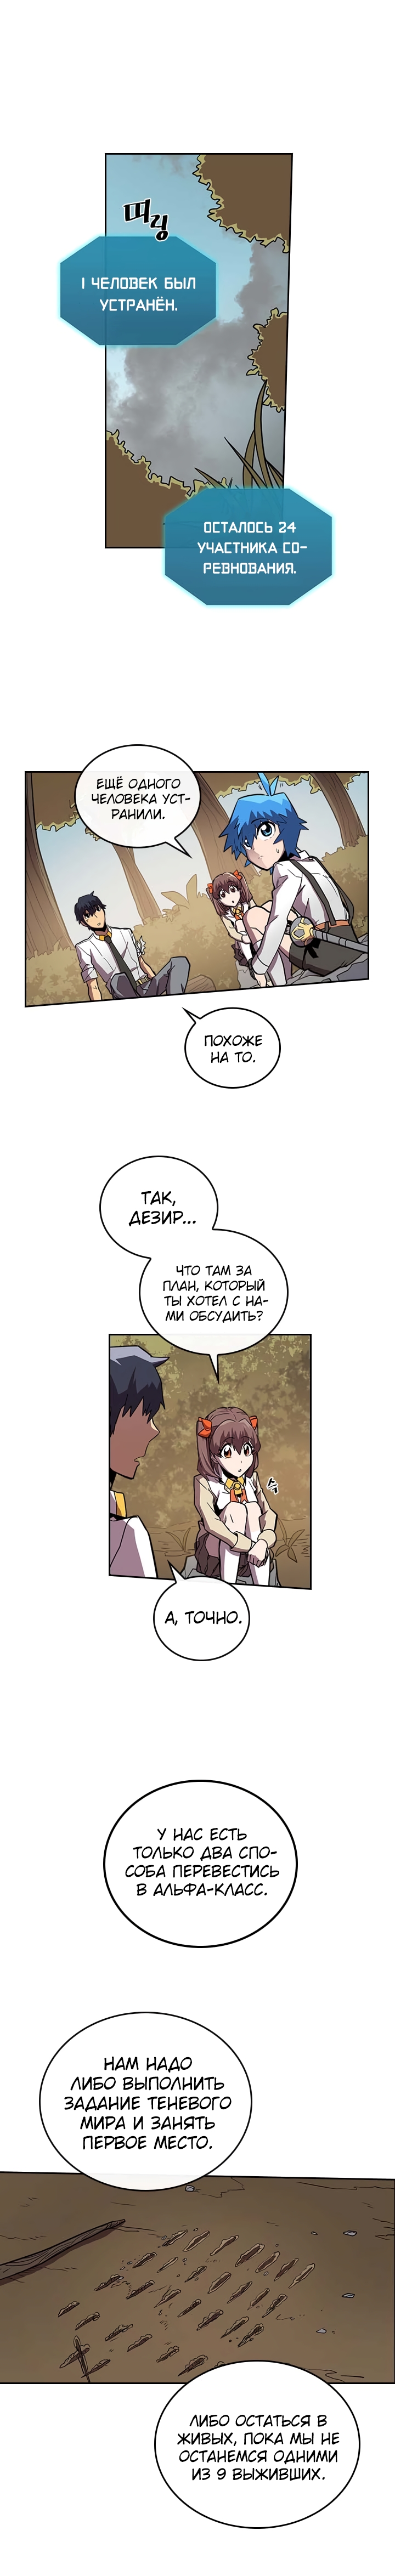 띠링
1 ЧЕЛОВЕК БЫЛ
УСТРАНЁН.
ОСТАЛОСЬ 24
УЧАСТНИКА СО-
РЕВНОВАНИЯ.
ЕЩЁ ОДНОГО
ЧЕЛОВЕКА УСТ-
РАНИЛИ.
ПОХОЖЕ
НА ТО.
ТАК,
ДЕЗИР...
ЧТО ТАМ ЗА
ПЛАН, КОТОРЫЙ
ТЫ ХОТЕЛ С НА-
МИ ОБСУДИТЬ?
А, ТОЧНО.
У НАС ЕСТЬ
ТОЛЬКО ДВА СПО-
СОБА ПЕРЕВЕСТИСЬ
В АЛЬФА-КЛАСС.
НАМ НАДО
ЛИБО ВЫПОЛНИТЬ
ЗАДАНИЕ ТЕНЕВОГО
МИРА И ЗАНЯТЬ
ПЕРВОЕ МЕСТО.
ЛИБО ОСТАТЬСЯ В
ЖИВЫХ, ПОКА МЫ НЕ
ОСТАНЕМСЯ ОДНИМИ
ИЗ 9 ВЫЖИВШИХ.